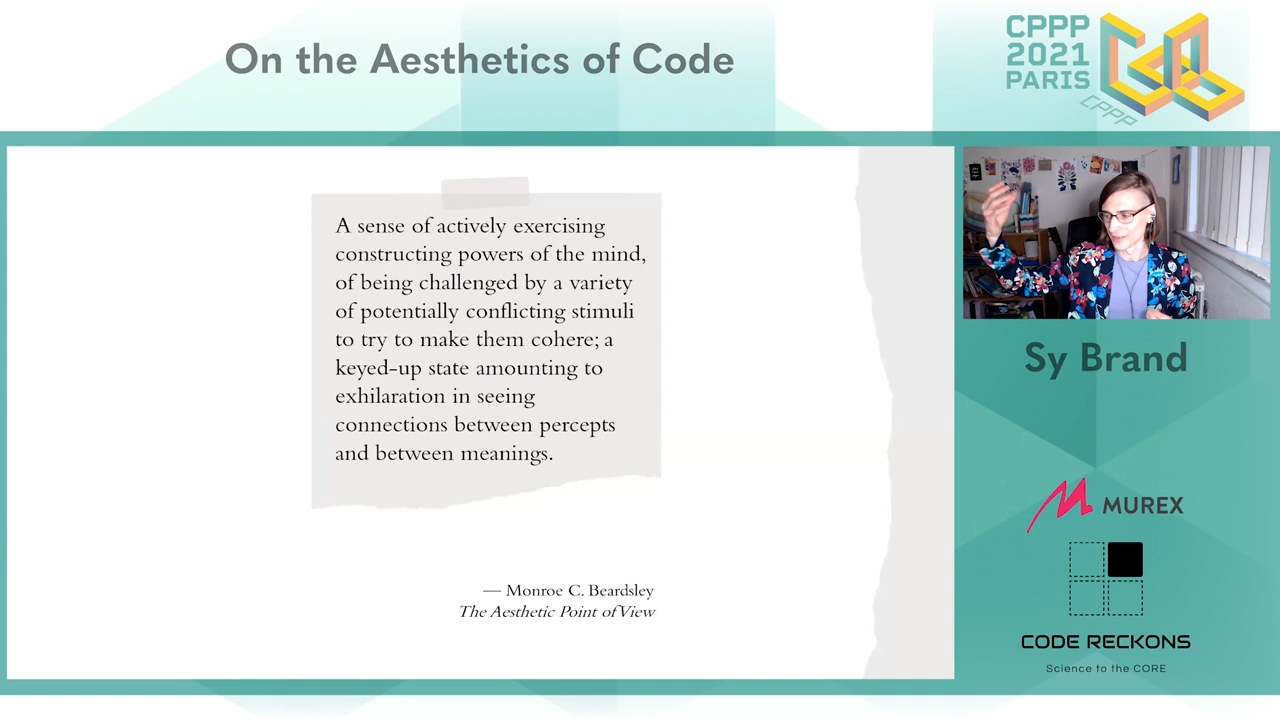 On the Aesthetics of Code
CPPP
2021
PARIS
CPPP
A sense of actively exercising
constructing powers of the mind,
of being challenged by a variety
of potentially conflicting stimuli
to try to make them cohere; a
keyed-up state amounting to
exhilaration in seeing
connections between percepts
and between meanings.
— Monroe C. Beardsley
The Aesthetic Point of View
Sy Brand
MUREX
CODE RECKONS
Science to the CORE